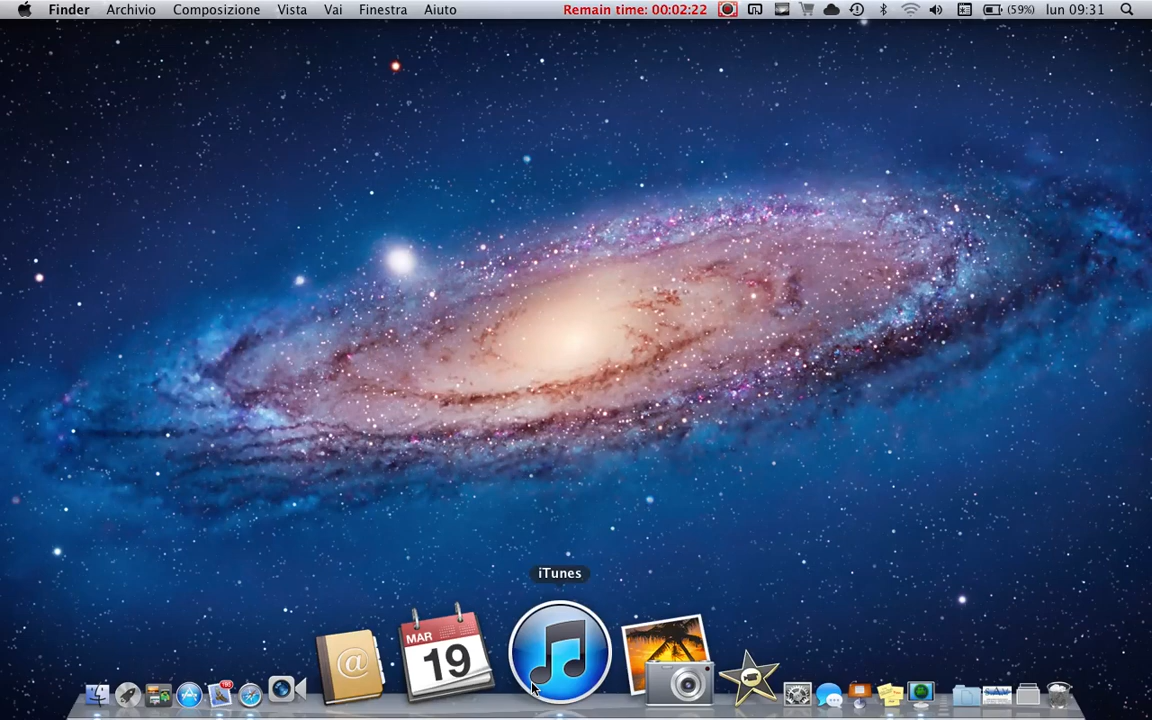 Finder Archivio Composizione Vista Vai Finestra Aiuto Remain time: 00:02:22 (59%) lun 09:31
iTunes
MAR
19
@